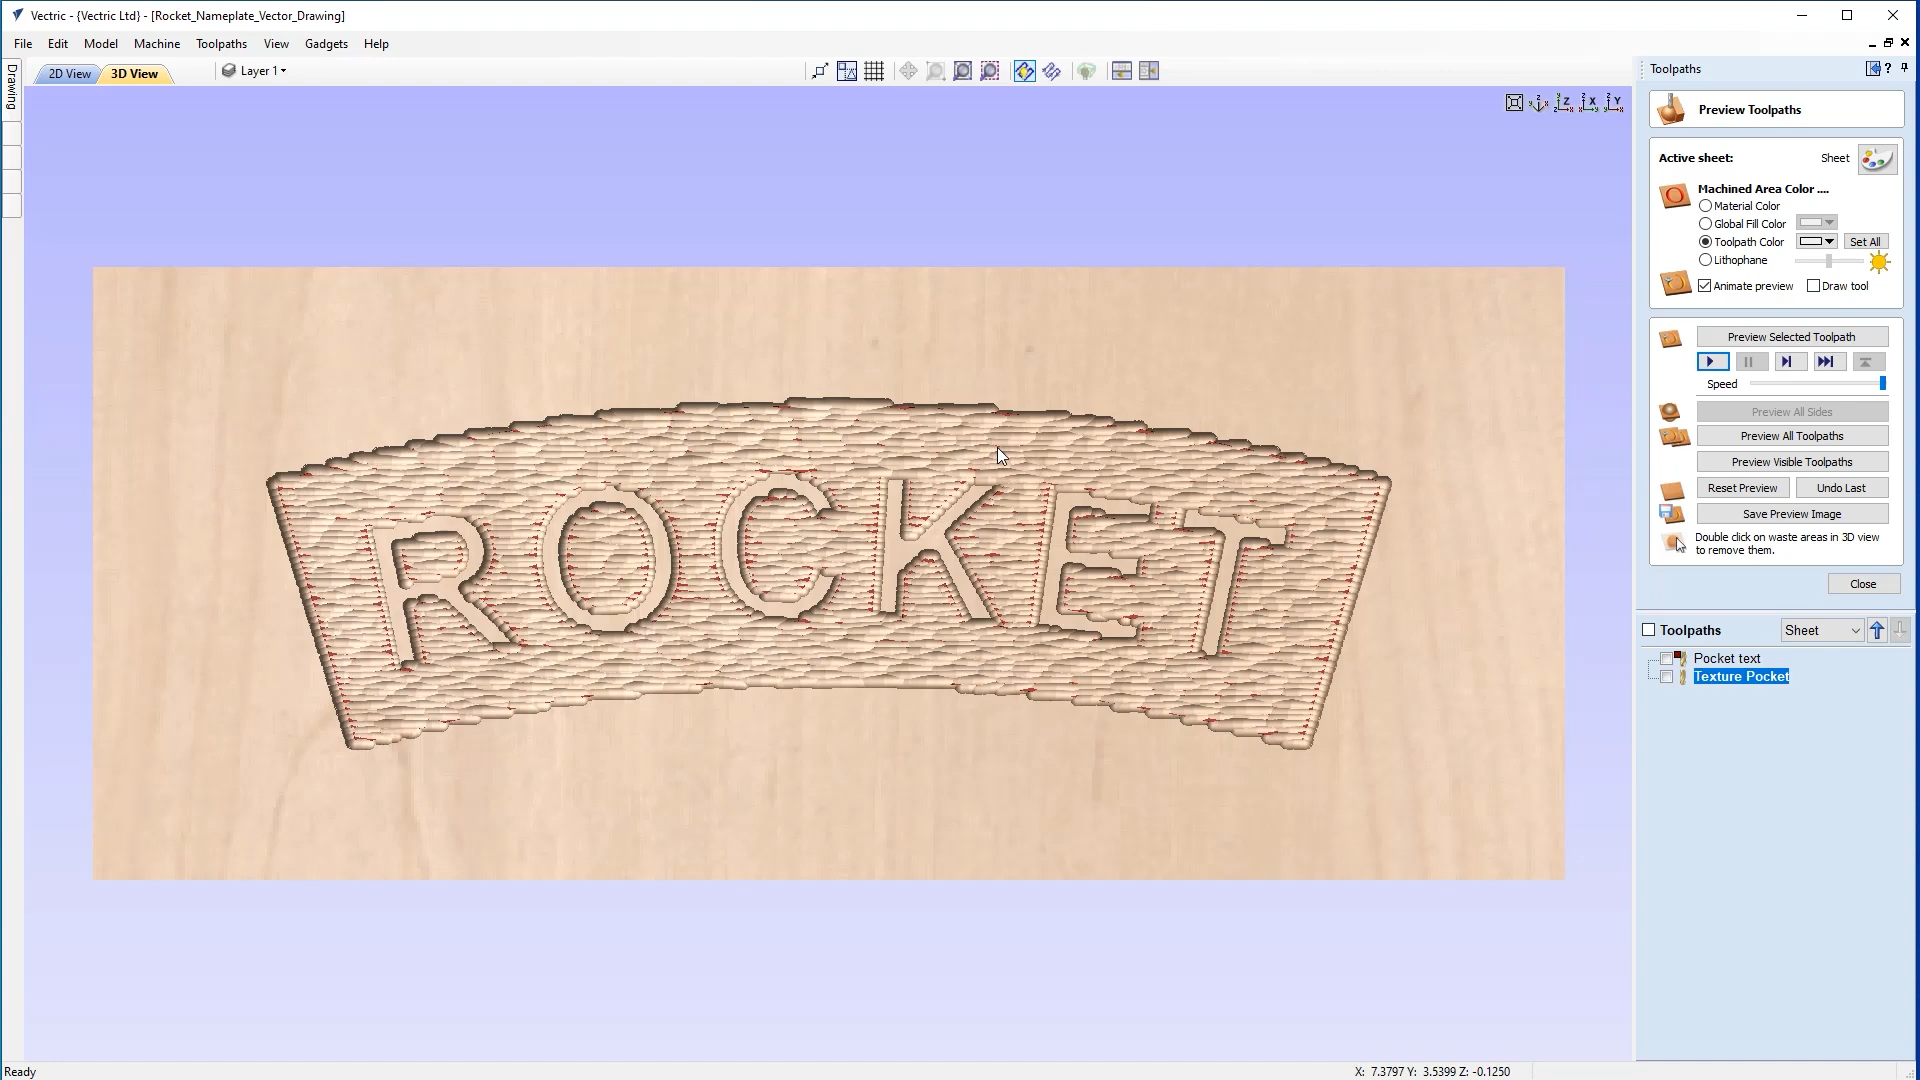 Vectric - {Vectric Ltd} - [Rocket_Nameplate_Vector_Drawing]
File Edit Model Machine Toolpaths View Gadgets Help
2D View 3D View Layer 1
Drawing
Z X Y
ROCKET
Toolpaths ?
Preview Toolpaths
Active sheet: Sheet
Machined Area Color ....
Material Color
Global Fill Color
Toolpath Color Set All
Lithophane
Animate preview Draw tool
Preview Selected Toolpath
Speed
Preview All Sides
Preview All Toolpaths
Preview Visible Toolpaths
Reset Preview Undo Last
Save Preview Image
Double click on waste areas in 3D view
to remove them.
Close
Toolpaths Sheet
Pocket text
Texture Pocket
Ready X: 7.3797 Y: 3.5399 Z: -0.1250